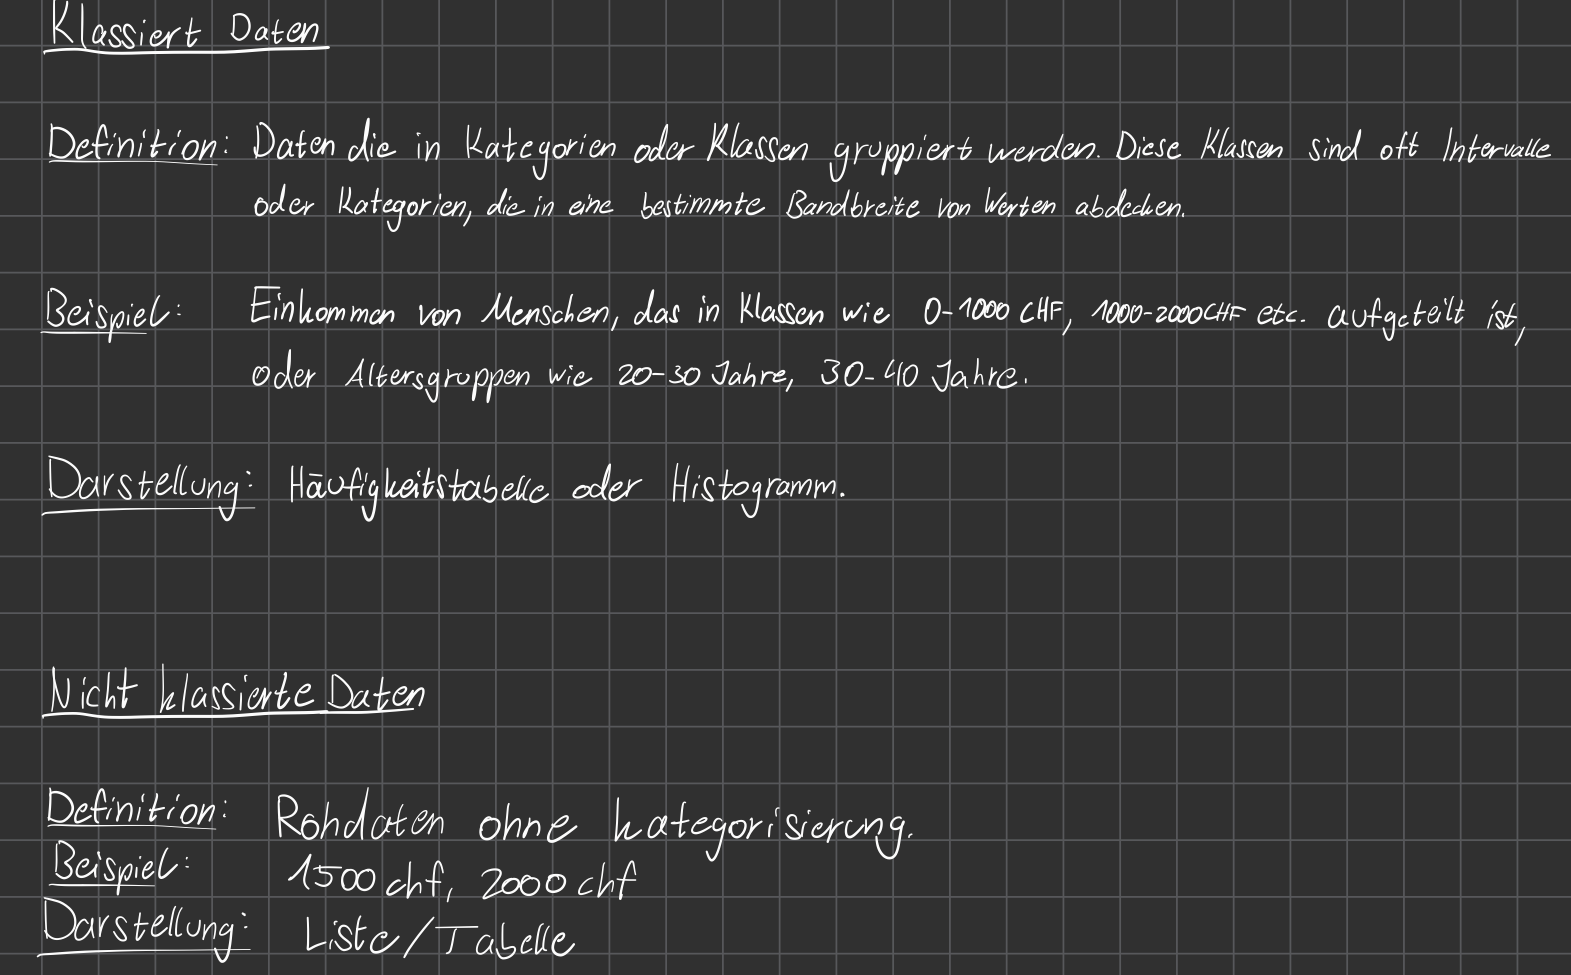 Klassiert Daten
Definition: Daten die in Kategorien oder Klassen gruppiert werden. Diese Klassen sind oft Intervalle
oder Kategorien, die in eine bestimmte Bandbreite von Werten abdecken.
Beispiel: Einkommen von Menschen, das in Klassen wie 0-1000 CHF, 1000-2000CHF etc. aufgeteilt ist,
oder Altersgruppen wie 20-30 Jahre, 30-40 Jahre.
Darstellung: Häufigkeitstabelle oder Histogramm.
Nicht klassierte Daten
Definition: Rohdaten ohne kategorisierung.
Beispiel: 1500 chf, 2000 chf
Darstellung: Liste/Tabelle